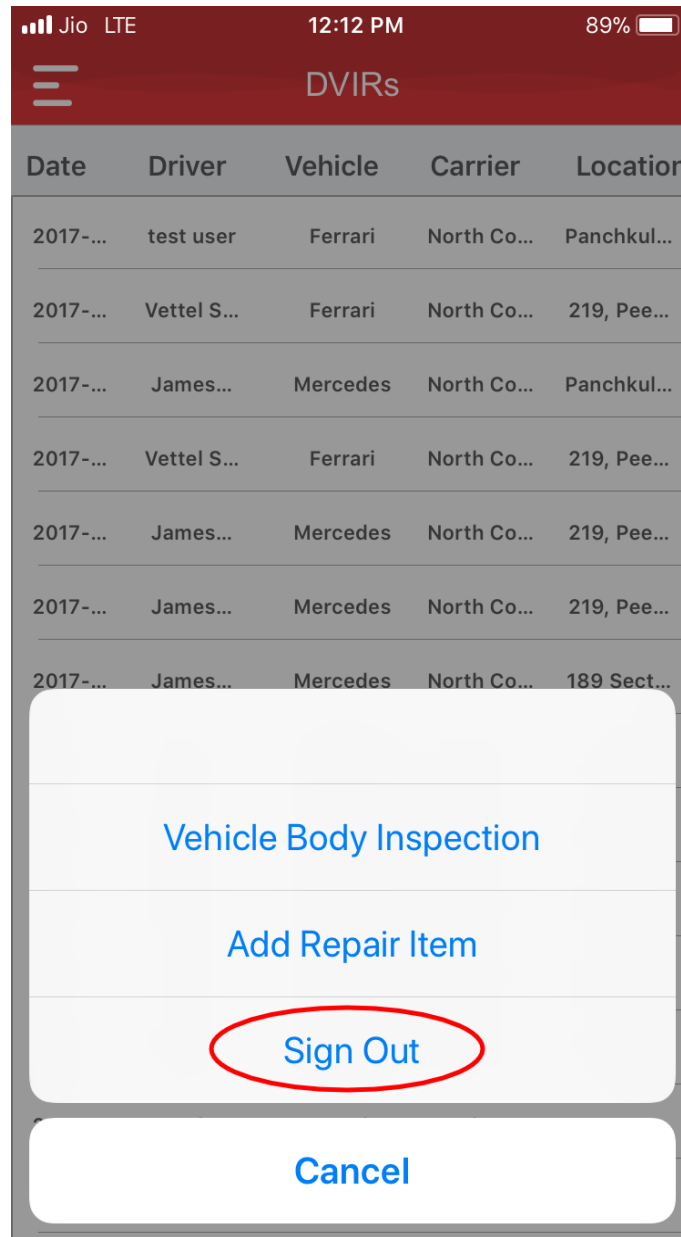 Jio LTE 12:12 PM 89%
DVIRs
Date Driver Vehicle Carrier Location
2017-... test user Ferrari North Co... Panchkul...
2017-... Vettel S... Ferrari North Co... 219, Pee...
2017-... James... Mercedes North Co... Panchkul...
2017-... Vettel S... Ferrari North Co... 219, Pee...
2017-... James... Mercedes North Co... 219, Pee...
2017-... James... Mercedes North Co... 219, Pee...
2017-... James... Mercedes North Co... 189 Sect...
Vehicle Body Inspection
Add Repair Item
Sign Out
Cancel